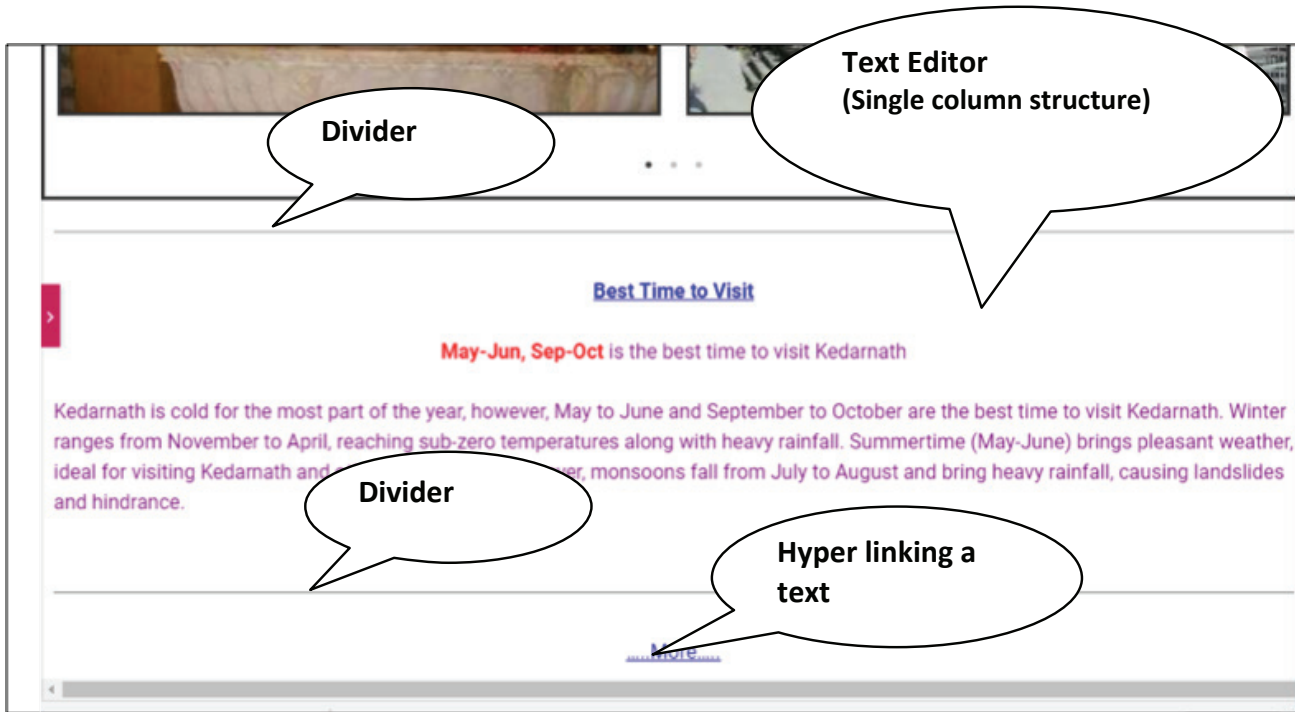 Text Editor
(Single column structure)
Divider
Best Time to Visit
May-Jun, Sep-Oct is the best time to visit Kedarnath
Kedarnath is cold for the most part of the year, however, May to June and September to October are the best time to visit Kedarnath. Winter
ranges from November to April, reaching sub-zero temperatures along with heavy rainfall. Summertime (May-June) brings pleasant weather,
ideal for visiting Kedarnath and monsoons fall from July to August and bring heavy rainfall, causing landslides
and hindrance.
Divider
Hyper linking a
text
.....More.....